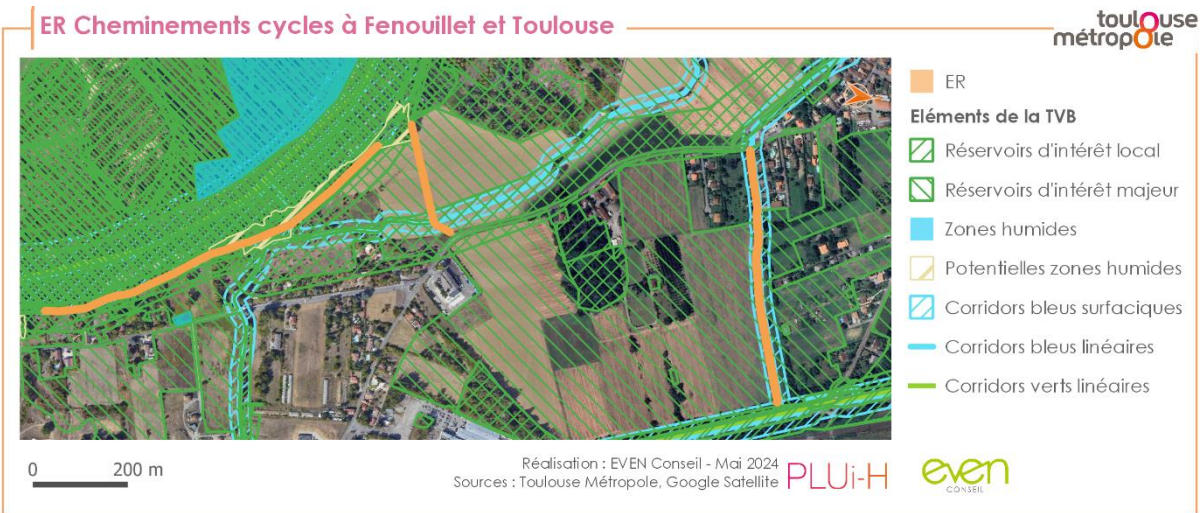 ER Cheminements cycles à Fenouillet et Toulouse
toulouse
métropole
ER
Eléments de la TVB
Réservoirs d'intérêt local
Réservoirs d'intérêt majeur
Zones humides
Potentielles zones humides
Corridors bleus surfaciques
Corridors bleus linéaires
Corridors verts linéaires
0 200 m
Réalisation : EVEN Conseil - Mai 2024
Sources : Toulouse Métropole, Google Satellite
PLUi-H
even
CONSEIL